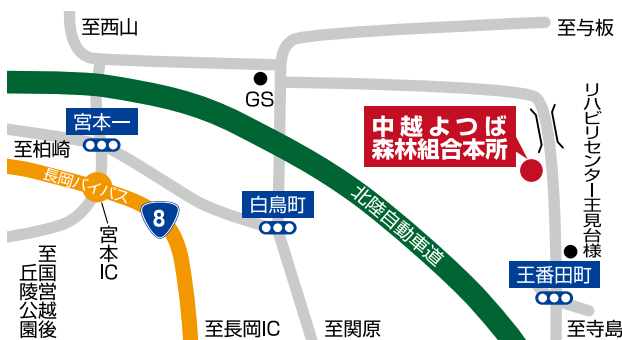 至西山
至与板
GS
宮本一
至柏崎
長岡バイパス
8
宮本IC
至国営越後
丘陵公園
至長岡IC
白鳥町
至関原
北陸自動車道
中越よつば
森林組合本所
リハビリセンター王見台様
王番田町
至寺島